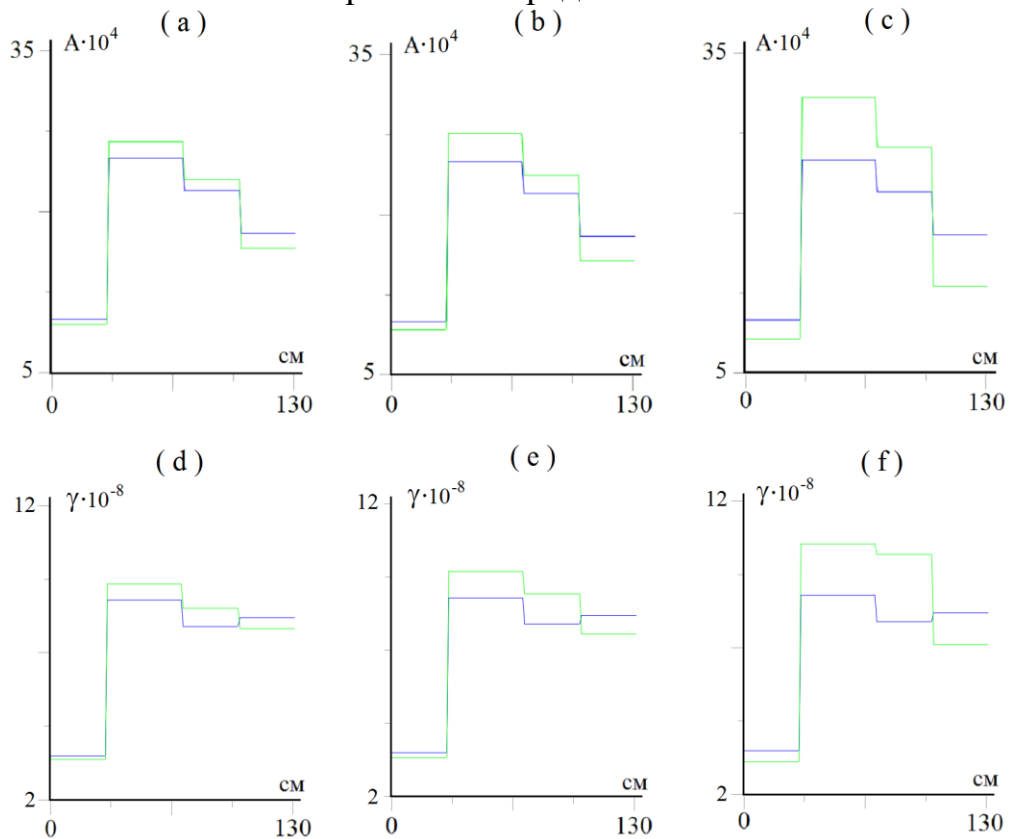 ( a ) ( b ) ( c )
35 A·10⁴ 35 A·10⁴ 35 A·10⁴
см см см
5 5 5
0 130 0 130 0 130
( d ) ( e ) ( f )
12 γ·10⁻⁸ 12 γ·10⁻⁸ 12 γ·10⁻⁸
см см см
2 2 2
0 130 0 130 0 130